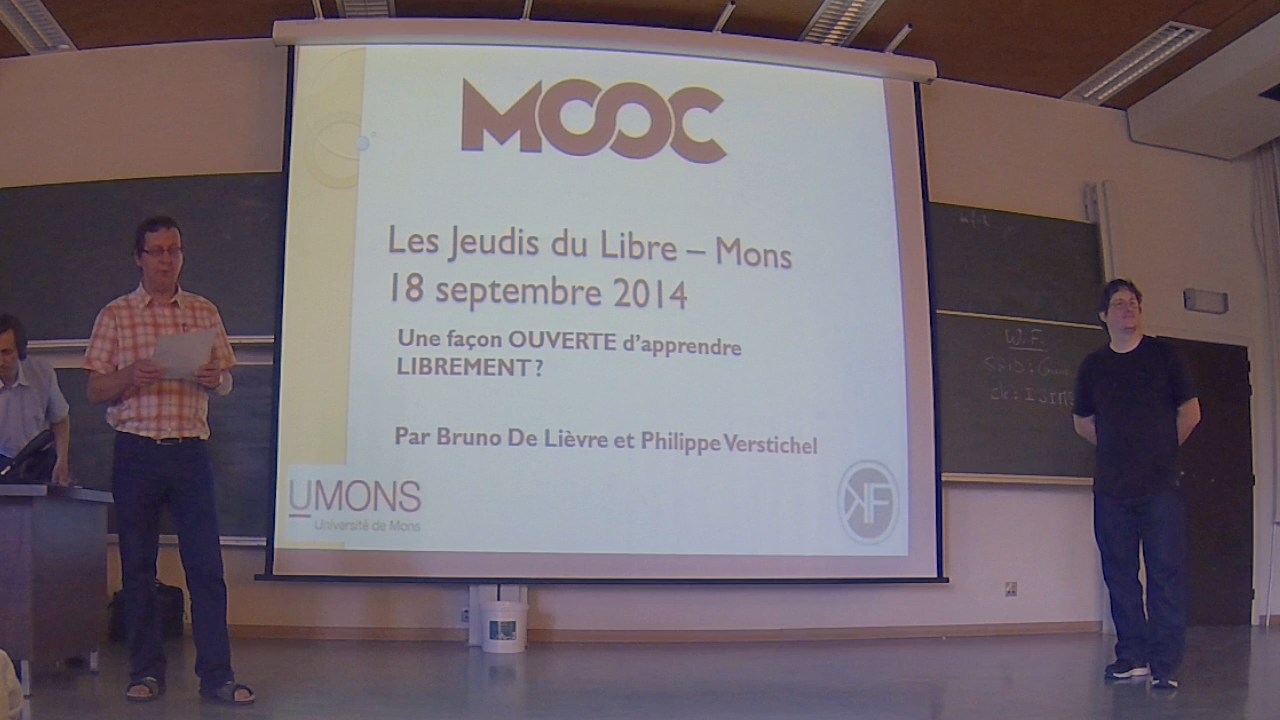 MOOC
Les Jeudis du Libre – Mons
18 septembre 2014
Une façon OUVERTE d'apprendre
LIBREMENT ?
Par Bruno De Lièvre et Philippe Verstichel
UMONS
Université de Mons
KF